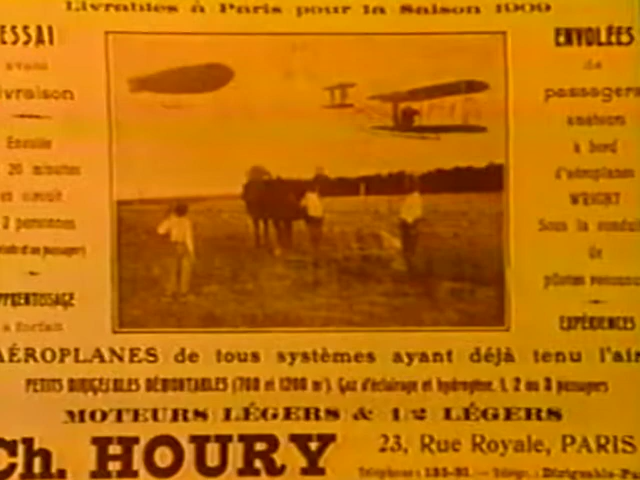 Livrables à Paris pour la Saison 1909
ESSAI
avant
livraison
Ensuite
20 minutes
en circuit
2 personnes
APPRENTISSAGE
à forfait
ENVOLÉES
de
passagers
amateurs
à bord
d'aéroplanes
WRIGHT
Sous la conduite
de
pilotes
EXPÉRIENCES
AÉROPLANES de tous systèmes ayant déjà tenu l'air
PETITS DIRIGEABLES DÉMONTABLES (700 et 1200 m³). Gaz d'éclairage et hydrogène. 1, 2 ou 3 passagers
MOTEURS LÉGERS & 1/2 LÉGERS
Ch. HOURY
23, Rue Royale, PARIS
Téléphone :